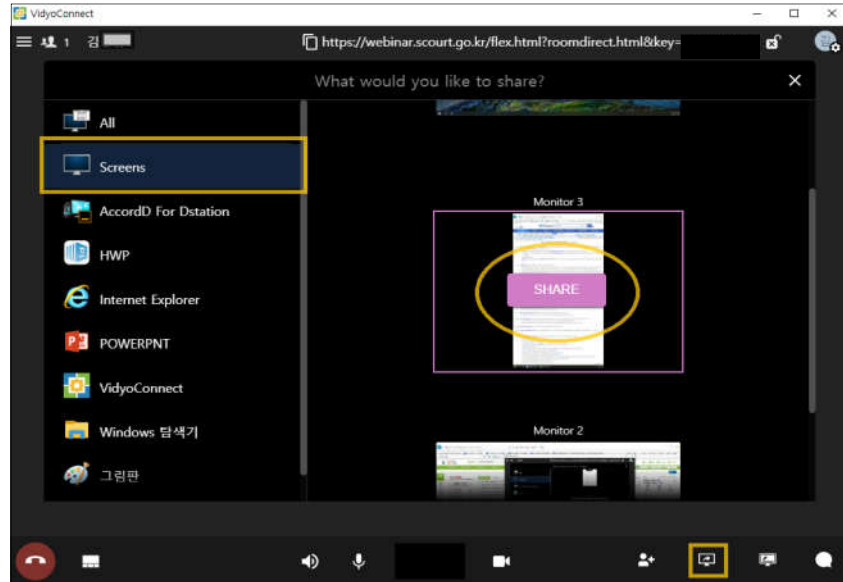 VidyoConnect
1 김
https://webinar.scourt.go.kr/flex.html?roomdirect.html&key=
What would you like to share?
All
Screens
AccordD For Dstation
HWP
Internet Explorer
POWERPNT
VidyoConnect
Windows 탐색기
그림판
Monitor 3
SHARE
Monitor 2